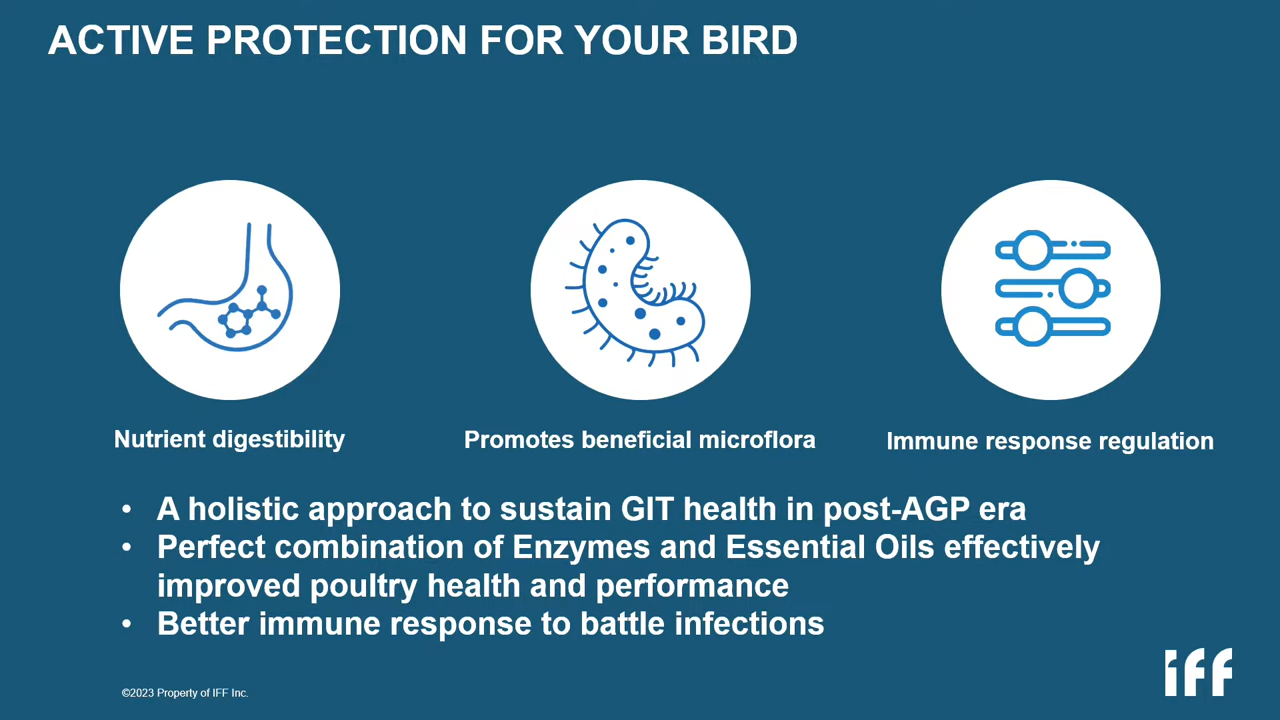 ACTIVE PROTECTION FOR YOUR BIRD
Nutrient digestibility
Promotes beneficial microflora
Immune response regulation
• A holistic approach to sustain GIT health in post-AGP era
• Perfect combination of Enzymes and Essential Oils effectively
improved poultry health and performance
• Better immune response to battle infections
©2023 Property of IFF Inc.
iff